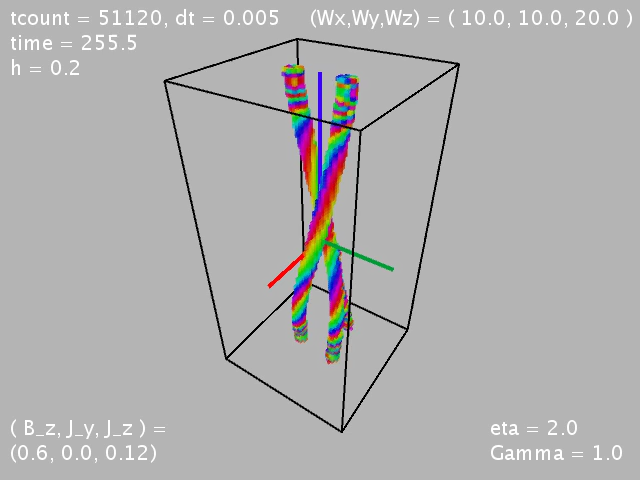 tcount = 51120, dt = 0.005 (Wx,Wy,Wz) = ( 10.0, 10.0, 20.0 )
time = 255.5
h = 0.2
( B_z, J_y, J_z ) =
(0.6, 0.0, 0.12)
eta = 2.0
Gamma = 1.0